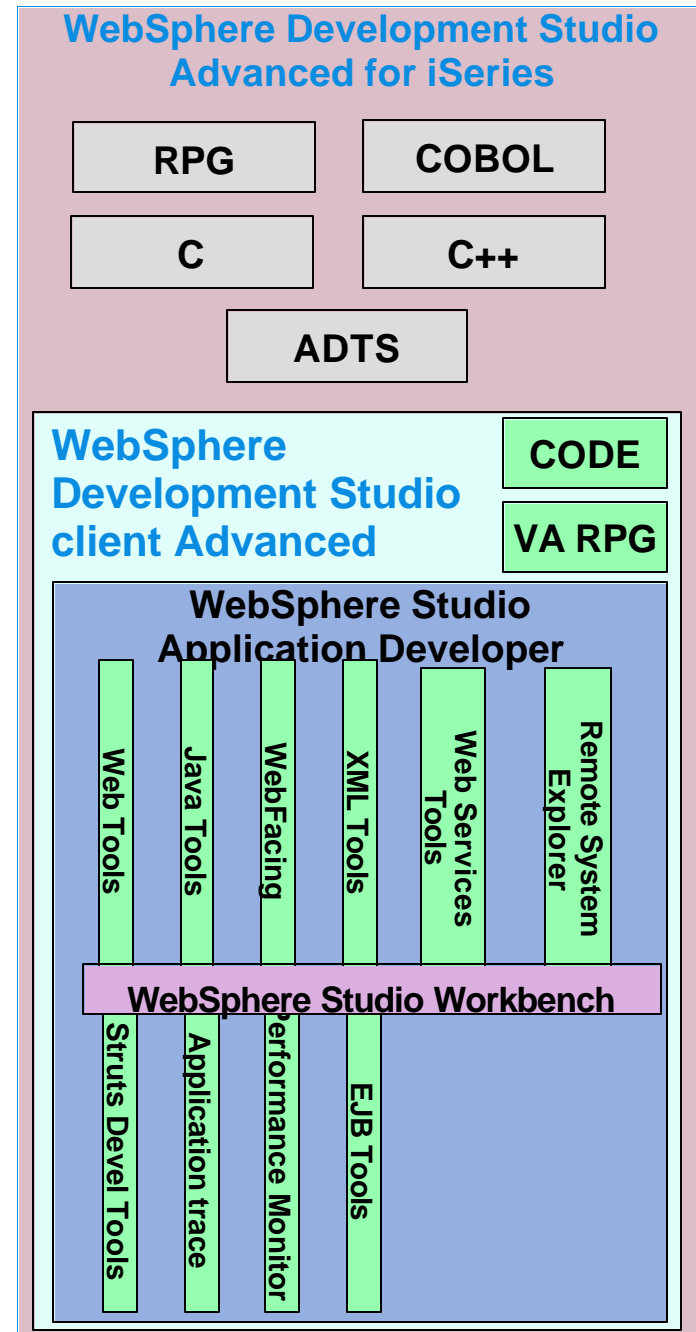 WebSphere Development Studio
Advanced for iSeries
RPG
COBOL
C
C++
ADTS
WebSphere
Development Studio
client Advanced
CODE
VA RPG
WebSphere Studio
Application Developer
Web Tools
Java Tools
WebFacing
XML Tools
Web Services
Tools
Remote System
Explorer
WebSphere Studio Workbench
Struts Devel Tools
Application trace
Performance Monitor
EJB Tools